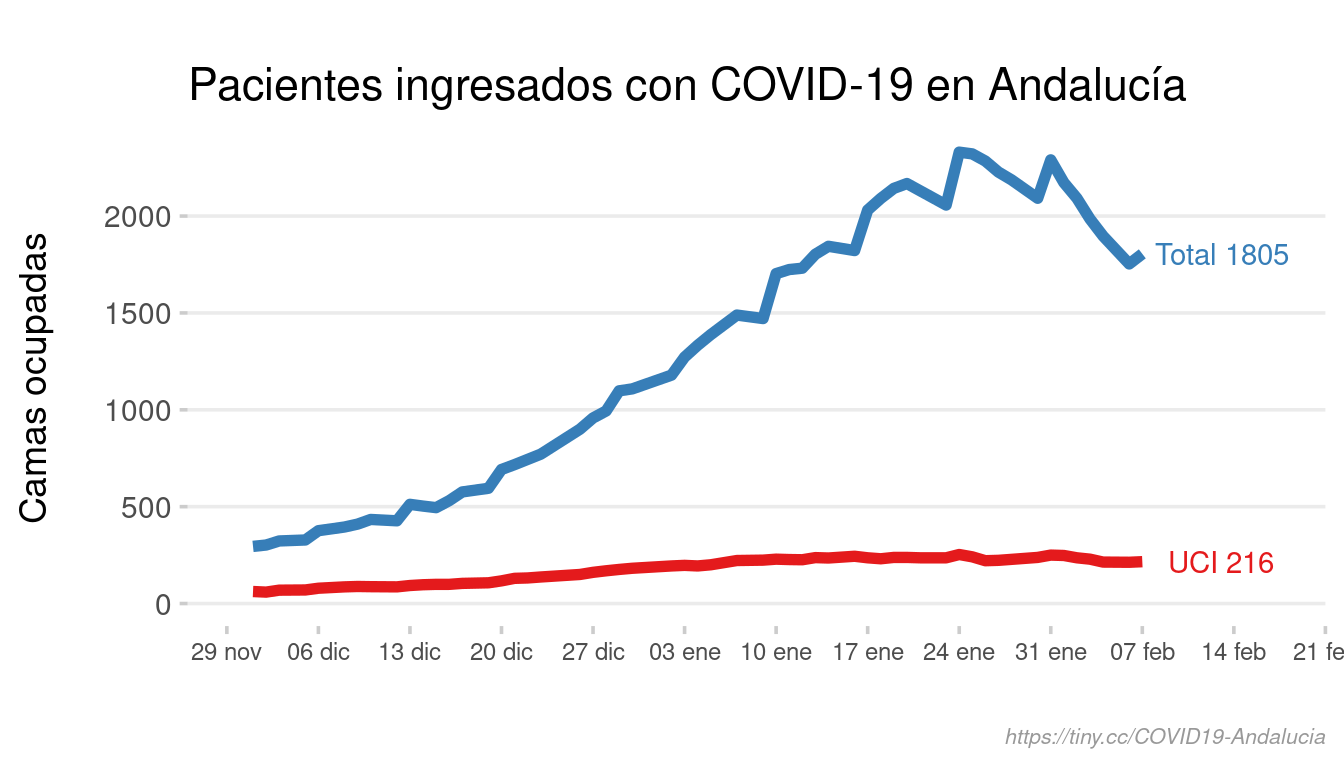 Pacientes ingresados con COVID-19 en Andalucía
Camas ocupadas
2000
1500
1000
500
0
Total 1805
UCI 216
29 nov 06 dic 13 dic 20 dic 27 dic 03 ene 10 ene 17 ene 24 ene 31 ene 07 feb 14 feb 21 fe
https://tiny.cc/COVID19-Andalucia